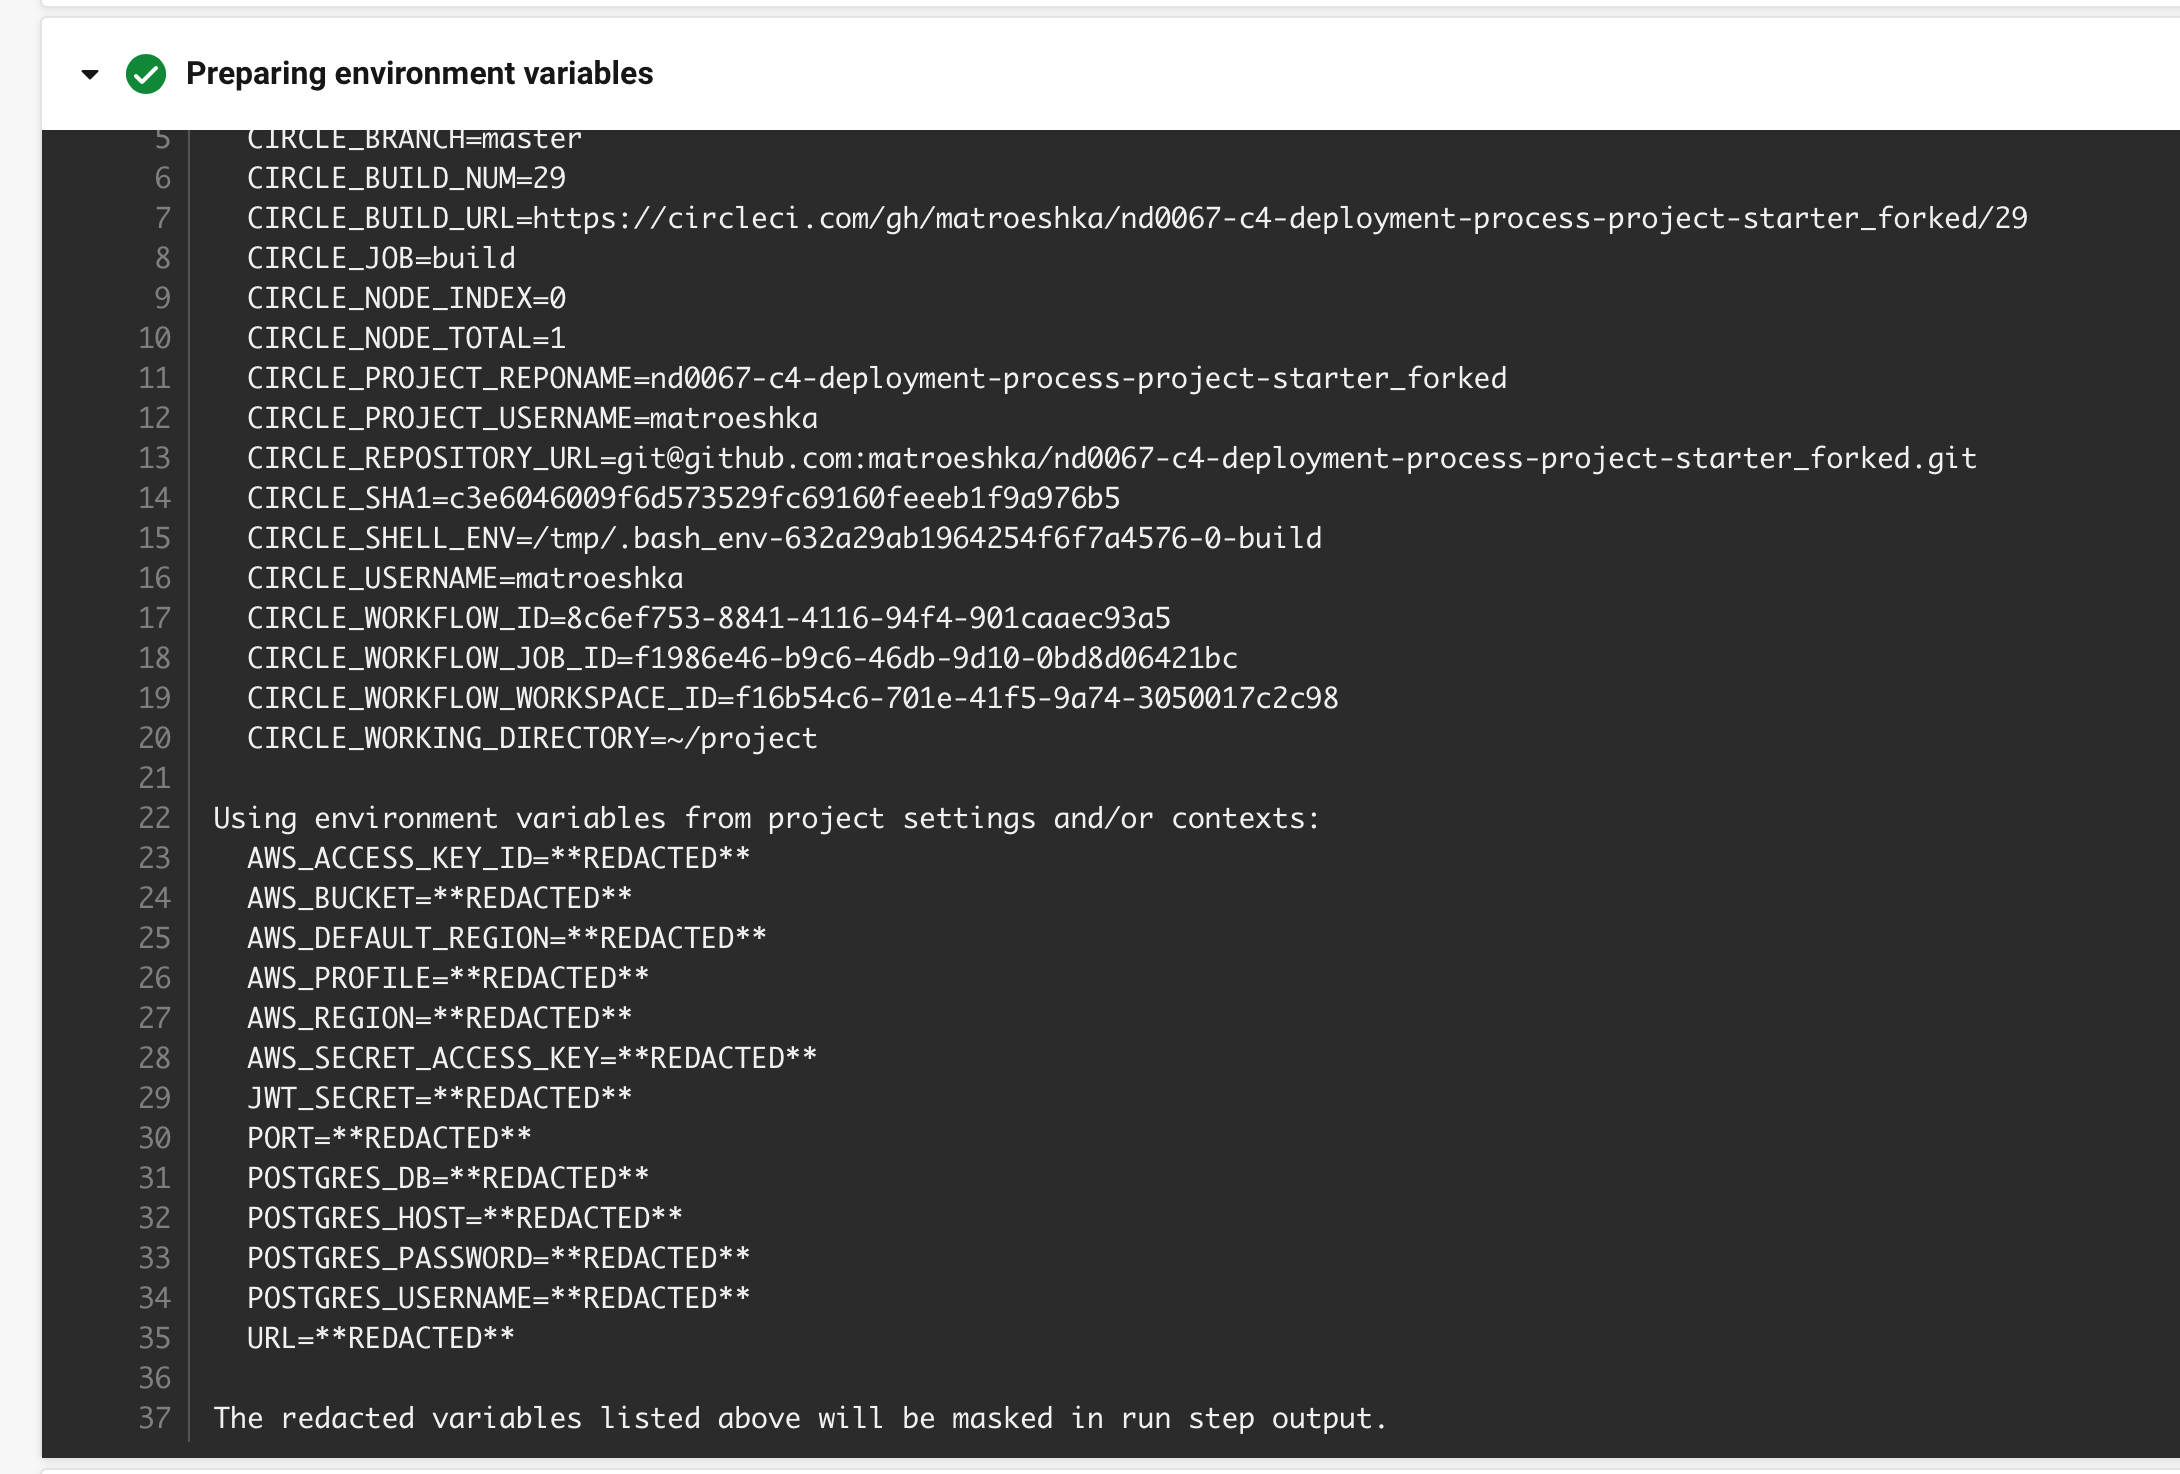 Preparing environment variables
5 CIRCLE_BRANCH=master
6 CIRCLE_BUILD_NUM=29
7 CIRCLE_BUILD_URL=https://circleci.com/gh/matroeshka/nd0067-c4-deployment-process-project-starter_forked/29
8 CIRCLE_JOB=build
9 CIRCLE_NODE_INDEX=0
10 CIRCLE_NODE_TOTAL=1
11 CIRCLE_PROJECT_REPONAME=nd0067-c4-deployment-process-project-starter_forked
12 CIRCLE_PROJECT_USERNAME=matroeshka
13 CIRCLE_REPOSITORY_URL=git@github.com:matroeshka/nd0067-c4-deployment-process-project-starter_forked.git
14 CIRCLE_SHA1=c3e6046009f6d573529fc69160feeeb1f9a976b5
15 CIRCLE_SHELL_ENV=/tmp/.bash_env-632a29ab1964254f6f7a4576-0-build
16 CIRCLE_USERNAME=matroeshka
17 CIRCLE_WORKFLOW_ID=8c6ef753-8841-4116-94f4-901caaec93a5
18 CIRCLE_WORKFLOW_JOB_ID=f1986e46-b9c6-46db-9d10-0bd8d06421bc
19 CIRCLE_WORKFLOW_WORKSPACE_ID=f16b54c6-701e-41f5-9a74-3050017c2c98
20 CIRCLE_WORKING_DIRECTORY=~/project
21
22 Using environment variables from project settings and/or contexts:
23 AWS_ACCESS_KEY_ID=**REDACTED**
24 AWS_BUCKET=**REDACTED**
25 AWS_DEFAULT_REGION=**REDACTED**
26 AWS_PROFILE=**REDACTED**
27 AWS_REGION=**REDACTED**
28 AWS_SECRET_ACCESS_KEY=**REDACTED**
29 JWT_SECRET=**REDACTED**
30 PORT=**REDACTED**
31 POSTGRES_DB=**REDACTED**
32 POSTGRES_HOST=**REDACTED**
33 POSTGRES_PASSWORD=**REDACTED**
34 POSTGRES_USERNAME=**REDACTED**
35 URL=**REDACTED**
36
37 The redacted variables listed above will be masked in run step output.